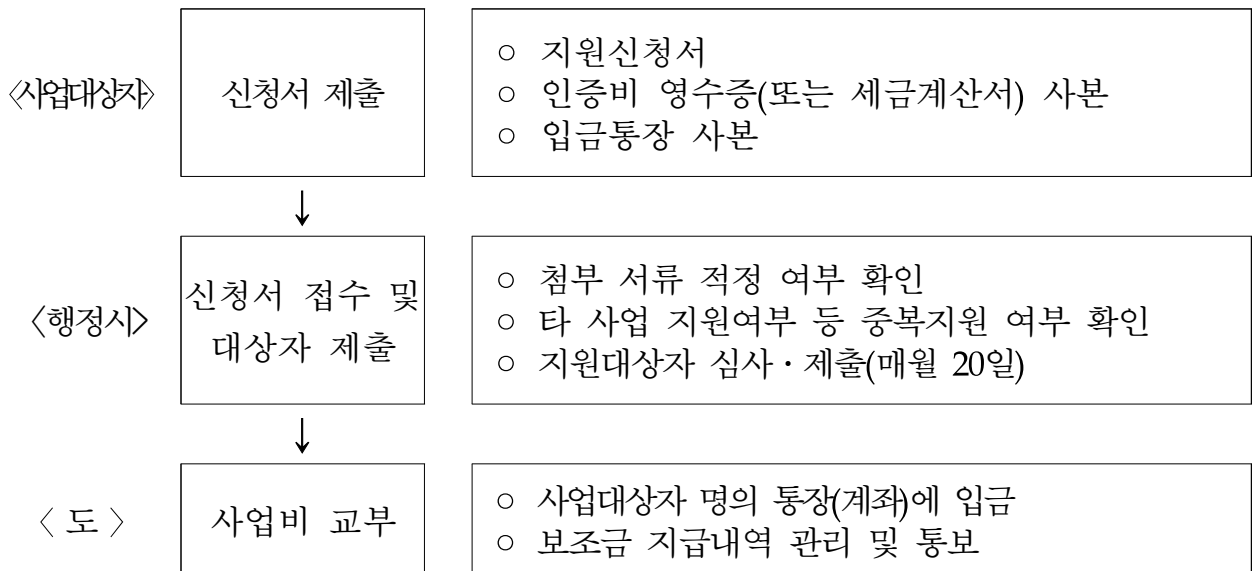 <사업대상자>
신청서 제출
○ 지원신청서
○ 인증비 영수증(또는 세금계산서) 사본
○ 입금통장 사본
↓
<행정시>
신청서 접수 및
대상자 제출
○ 첨부 서류 적정 여부 확인
○ 타 사업 지원여부 등 중복지원 여부 확인
○ 지원대상자 심사・제출(매월 20일)
↓
< 도 >
사업비 교부
○ 사업대상자 명의 통장(계좌)에 입금
○ 보조금 지급내역 관리 및 통보